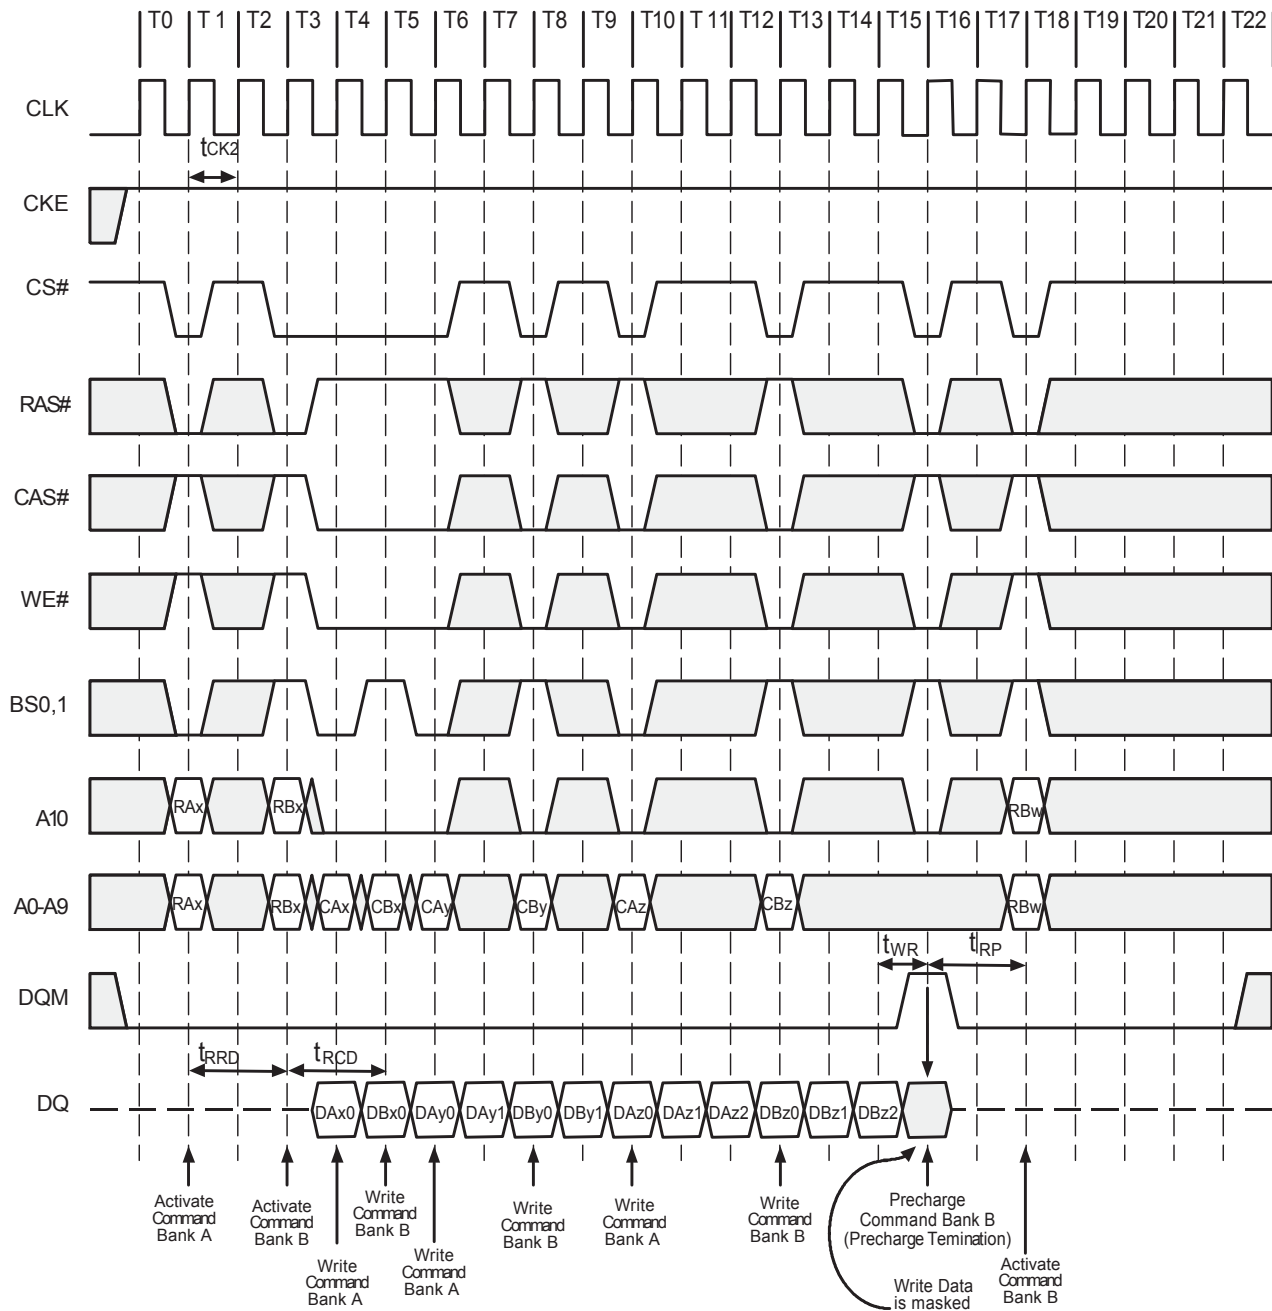 T0 T 1 T2 T3 T4 T5 T6 T7 T8 T9 T10 T 11 T12 T13 T14 T15 T16 T17 T18 T19 T20 T21 T22
CLK
tCK2
CKE
CS#
RAS#
CAS#
WE#
BS0,1
A10
RAx RBx RBw
A0-A9
RAx RBx CAx CBx CAy CBy CAz CBz RBw
tWR tRP
DQM
tRRD tRCD
DQ
DAx0 DBx0 DAy0 DAy1 DBy0 DBy1 DAz0 DAz1 DAz2 DBz0 DBz1 DBz2
Activate
Command
Bank A
Activate
Command
Bank B
Write
Command
Bank A
Write
Command
Bank B
Write
Command
Bank A
Write
Command
Bank B
Write
Command
Bank A
Write
Command
Bank B
Precharge
Command Bank B
(Precharge Temination)
Write Data
is masked
Activate
Command
Bank B